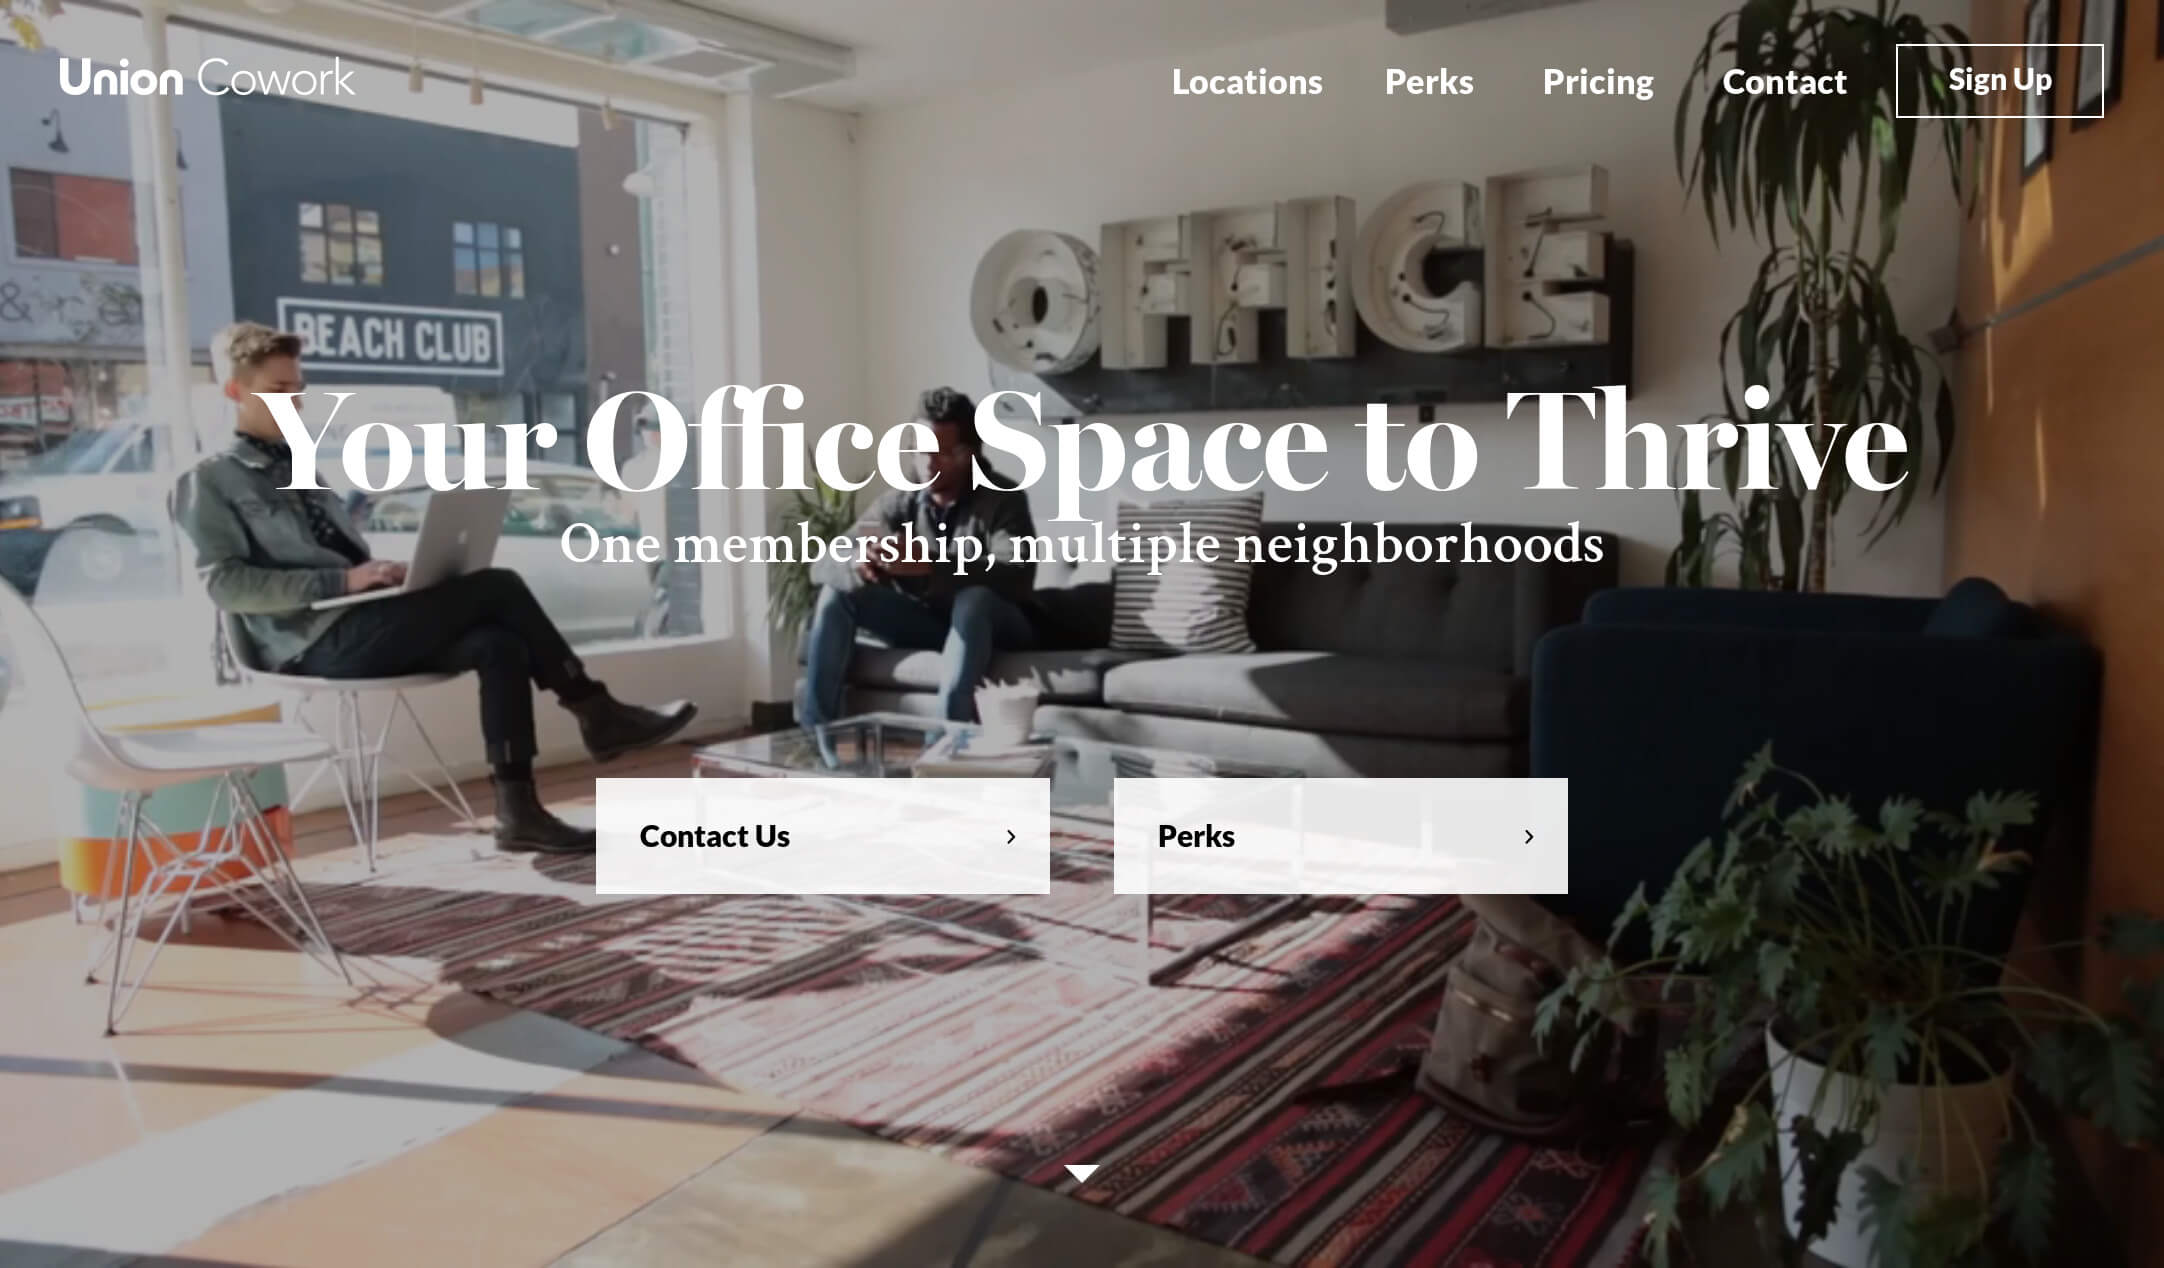 Union Cowork
Locations
Perks
Pricing
Contact
Sign Up
OFFICE
BEACH CLUB
Your Office Space to Thrive
One membership, multiple neighborhoods
Contact Us
Perks